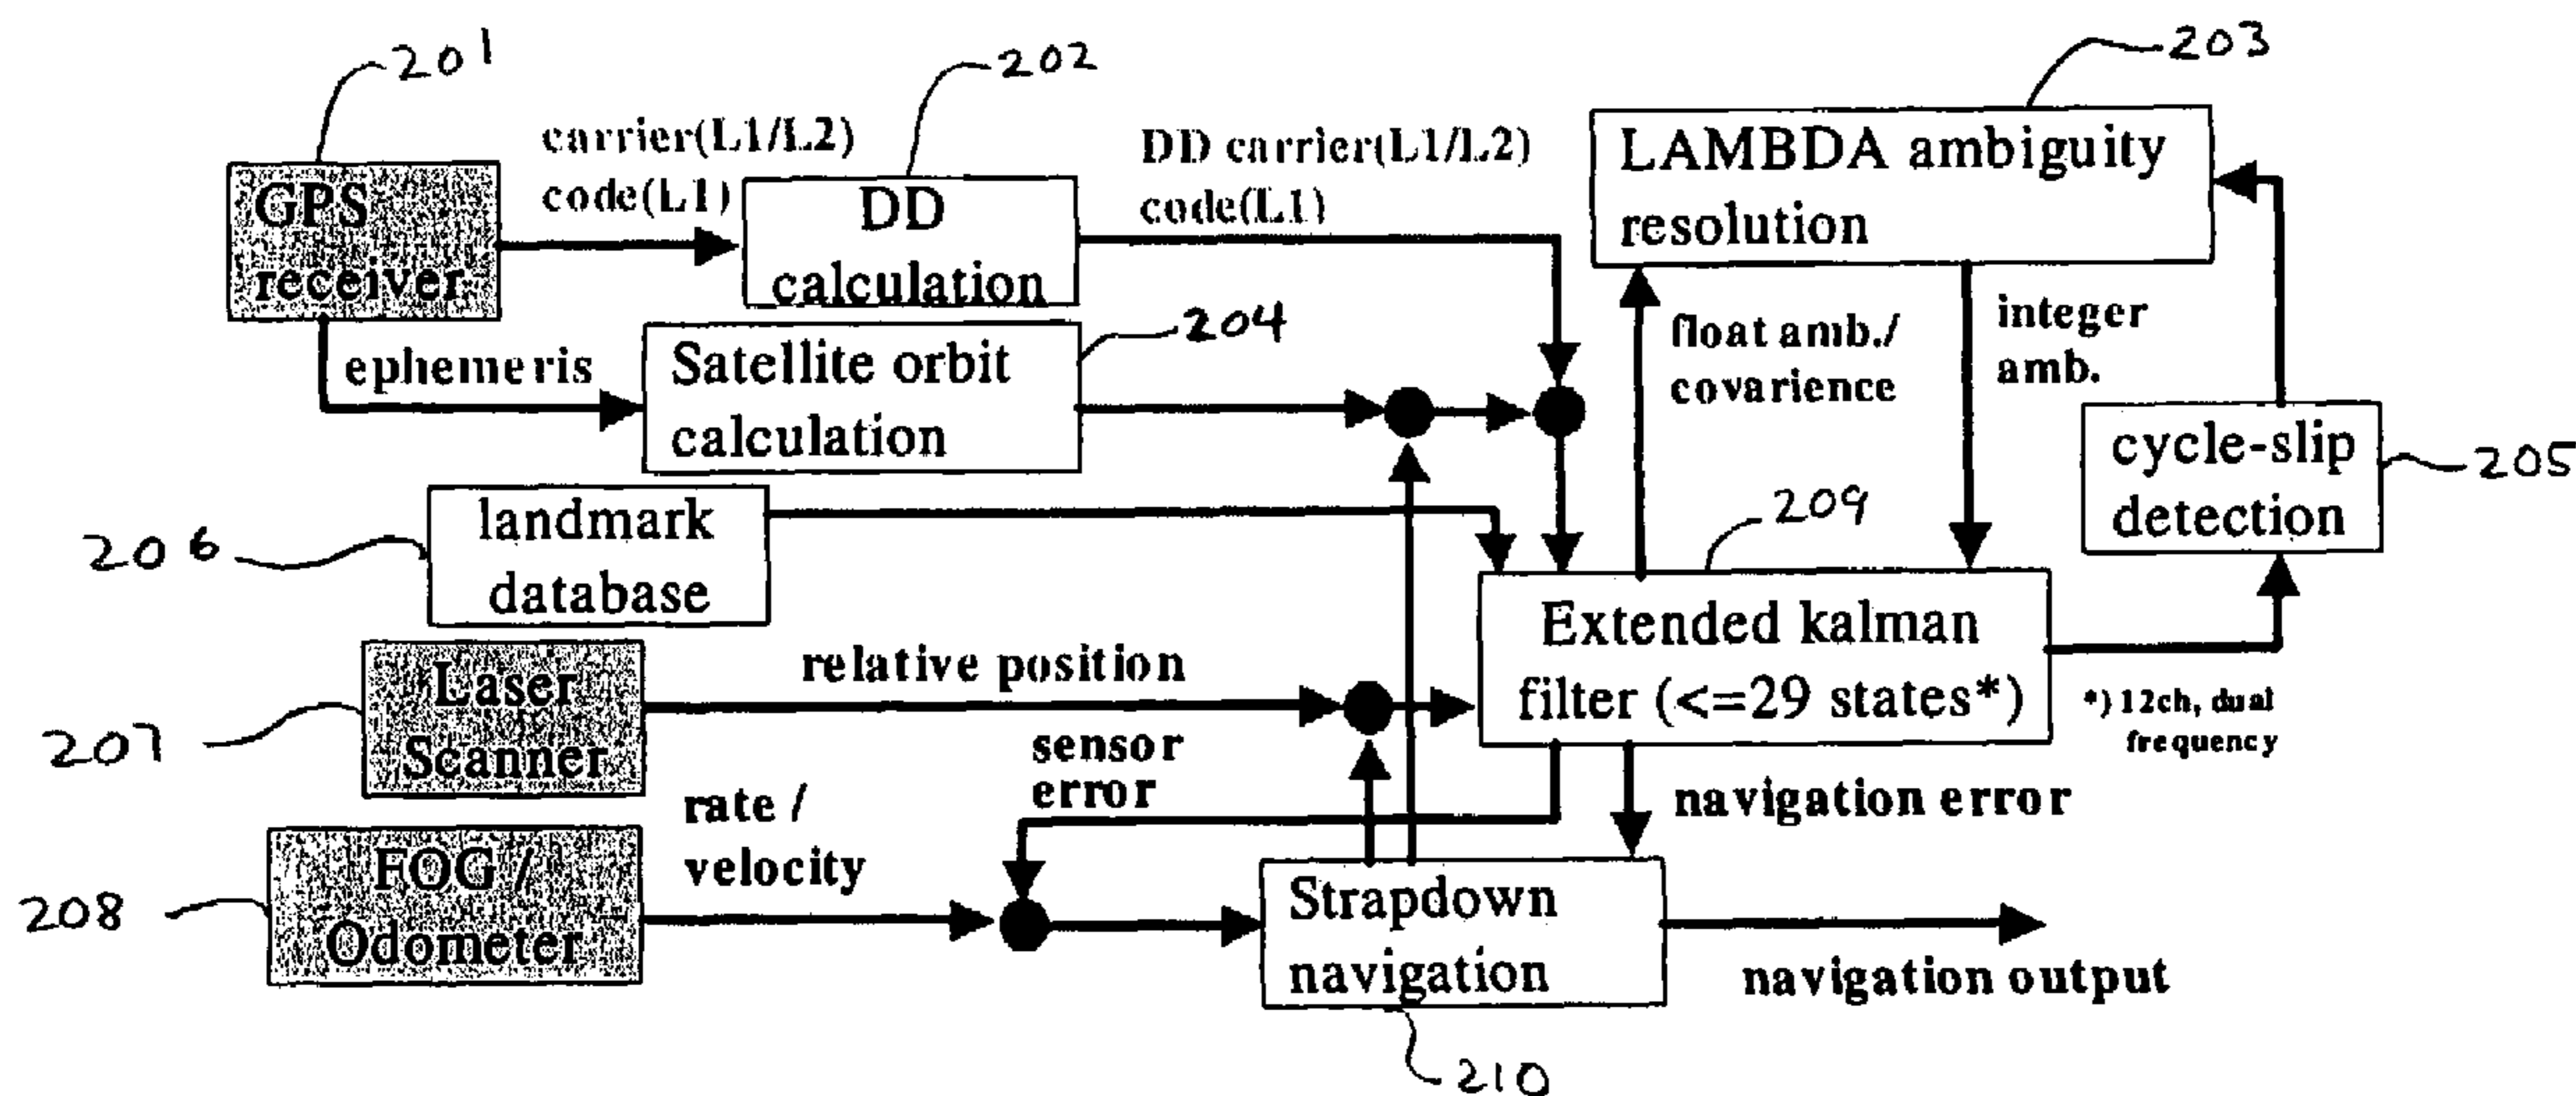 201
202
203
carrier(L1/L2)
code(L1)
DD carrier(L1/L2)
code(L1)
GPS
receiver
DD
calculation
LAMBDA ambiguity
resolution
204
ephemeris
Satellite orbit
calculation
float amb./
covarience
integer
amb.
cycle-slip
detection
205
206
landmark
database
209
Extended kalman
filter (<=29 states*)
*) 12ch, dual
frequency
207
Laser
Scanner
relative position
sensor
error
navigation error
rate /
velocity
208
FOG /
Odometer
Strapdown
navigation
navigation output
210